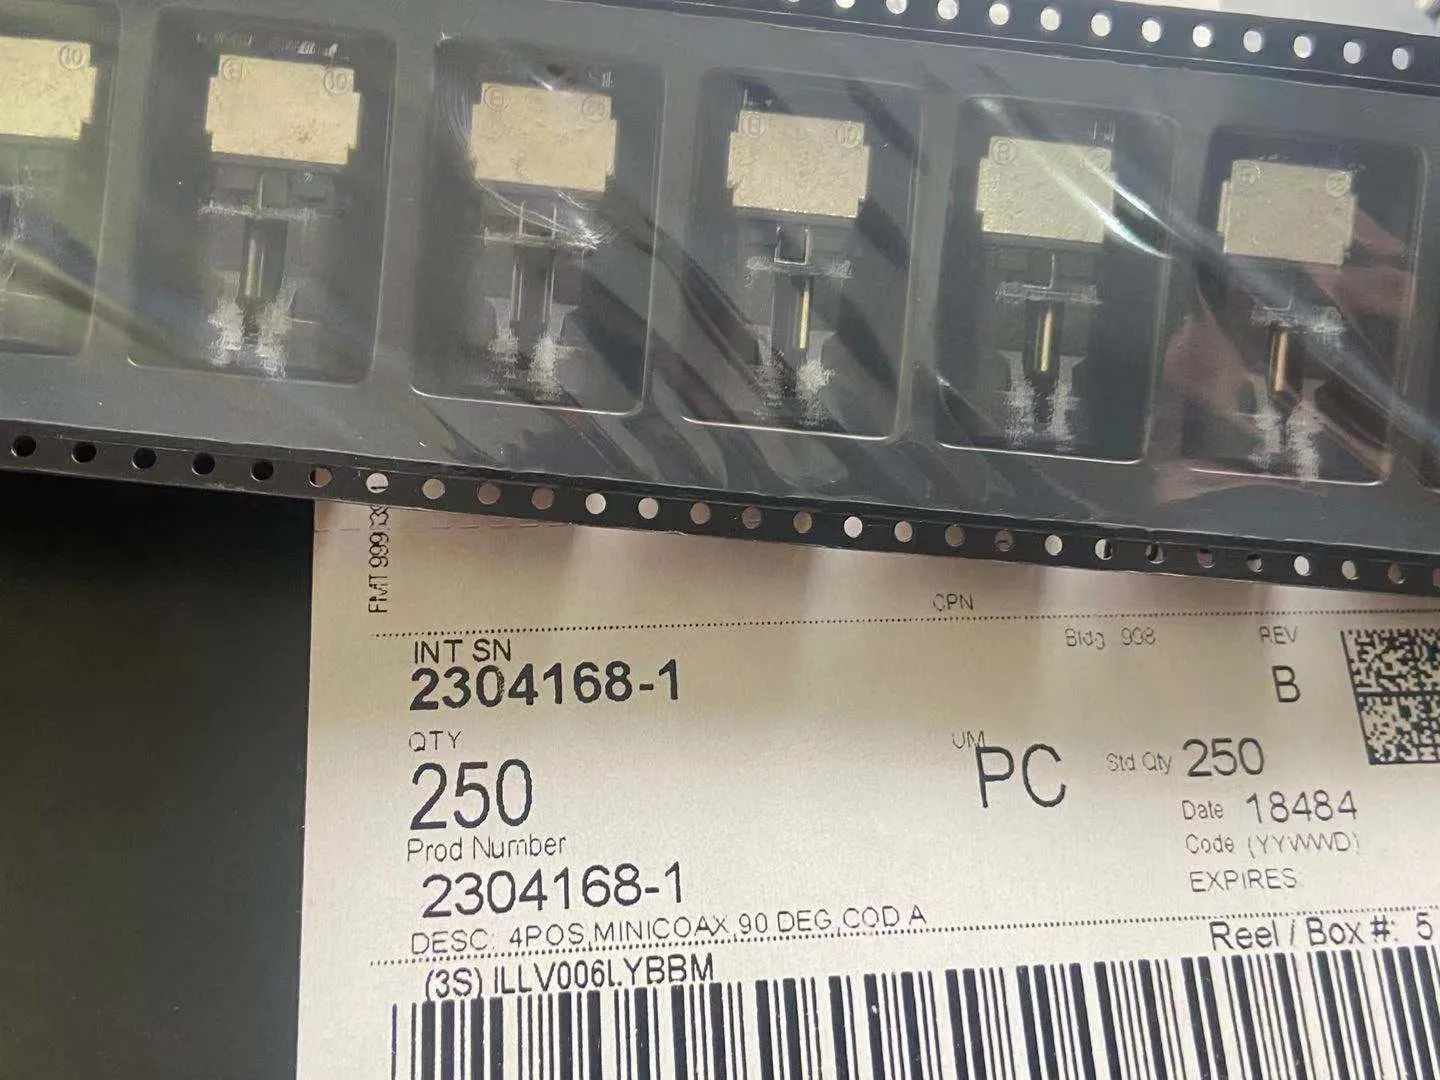 FMT 999
CPN
INT SN
Bldg 998
REV
2304168-1
B
QTY
UM
PC
Std Qty 250
250
Date 18484
Prod Number
Code (YYWWD)
2304168-1
EXPIRES:
DESC: 4POS,MINICOAX,90 DEG,COD A
Reel / Box #: 5
(3S) ILLV006LYBBM